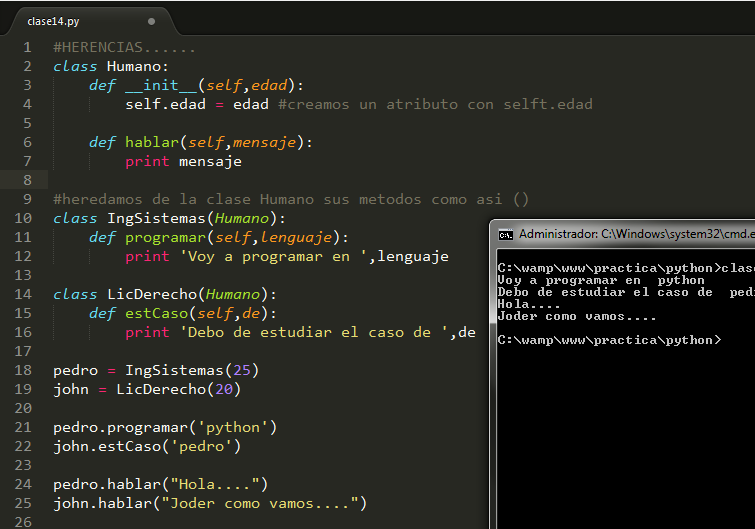 clase14.py
1 #HERENCIAS......
2 class Humano:
3 def __init__(self,edad):
4 self.edad = edad #creamos un atributo con selft.edad
5
6 def hablar(self,mensaje):
7 print mensaje
8
9 #heredamos de la clase Humano sus metodos como asi ()
10 class IngSistemas(Humano):
11 def programar(self,lenguaje):
12 print 'Voy a programar en ',lenguaje
13
14 class LicDerecho(Humano):
15 def estCaso(self,de):
16 print 'Debo de estudiar el caso de ',de
17
18 pedro = IngSistemas(25)
19 john = LicDerecho(20)
20
21 pedro.programar('python')
22 john.estCaso('pedro')
23
24 pedro.hablar("Hola....")
25 john.hablar("Joder como vamos....")
26
Administrador: C:\Windows\system32\cmd.e
C:\wamp\www\practica\python>clase
Voy a programar en  python
Debo de estudiar el caso de  ped
Hola....
Joder como vamos....
C:\wamp\www\practica\python>